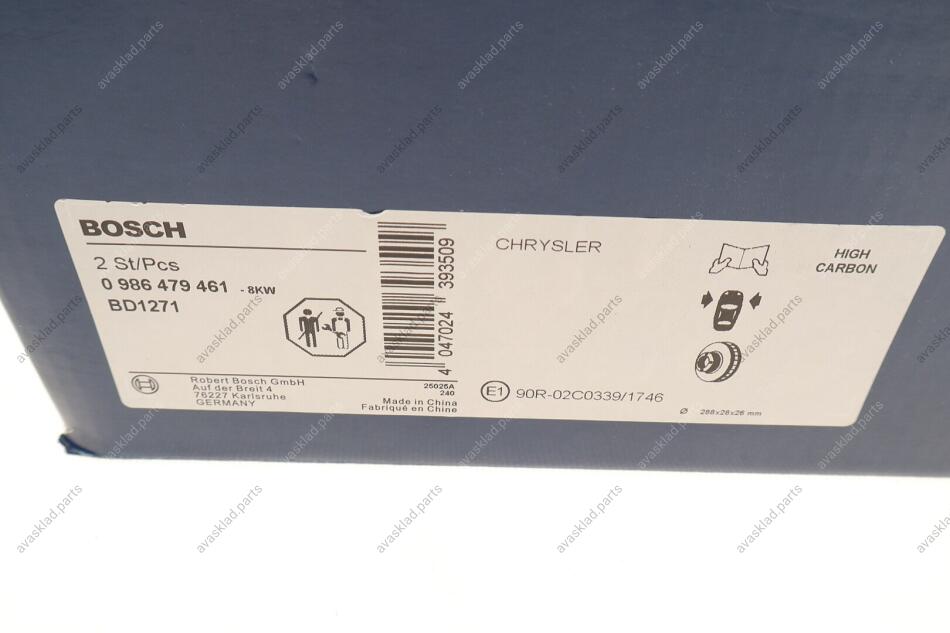 BOSCH
2 St/Pcs
0 986 479 461 - 8KW
BD1271
4 047024 393509
Robert Bosch GmbH
Auf der Breit 4
76227 Karlsruhe
GERMANY
25025A
240
Made in China
Fabriqué en Chine
CHRYSLER
E1 90R-02C0339/1746
HIGH
CARBON
Ø 288x28x26 mm
avasklad.parts